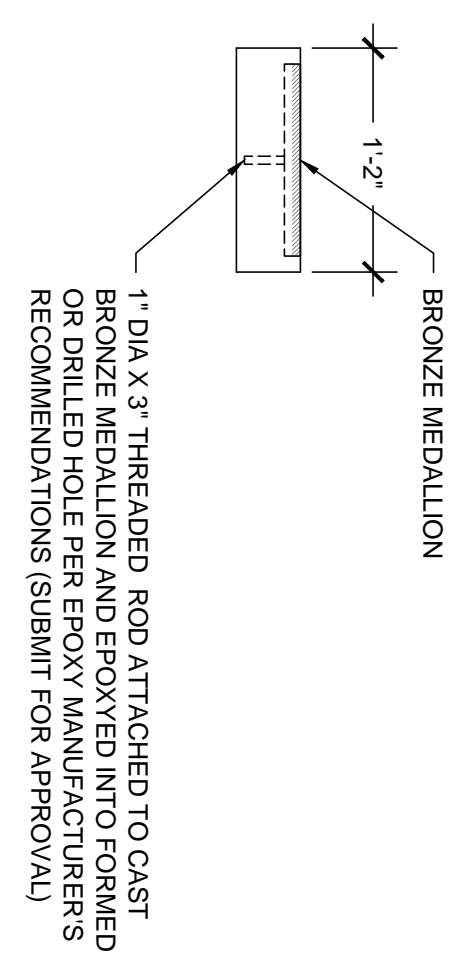 BRONZE MEDALLION
1'-2"
1" DIA X 3" THREADED ROD ATTACHED TO CAST
BRONZE MEDALLION AND EPOXYED INTO FORMED
OR DRILLED HOLE PER EPOXY MANUFACTURER'S
RECOMMENDATIONS (SUBMIT FOR APPROVAL)